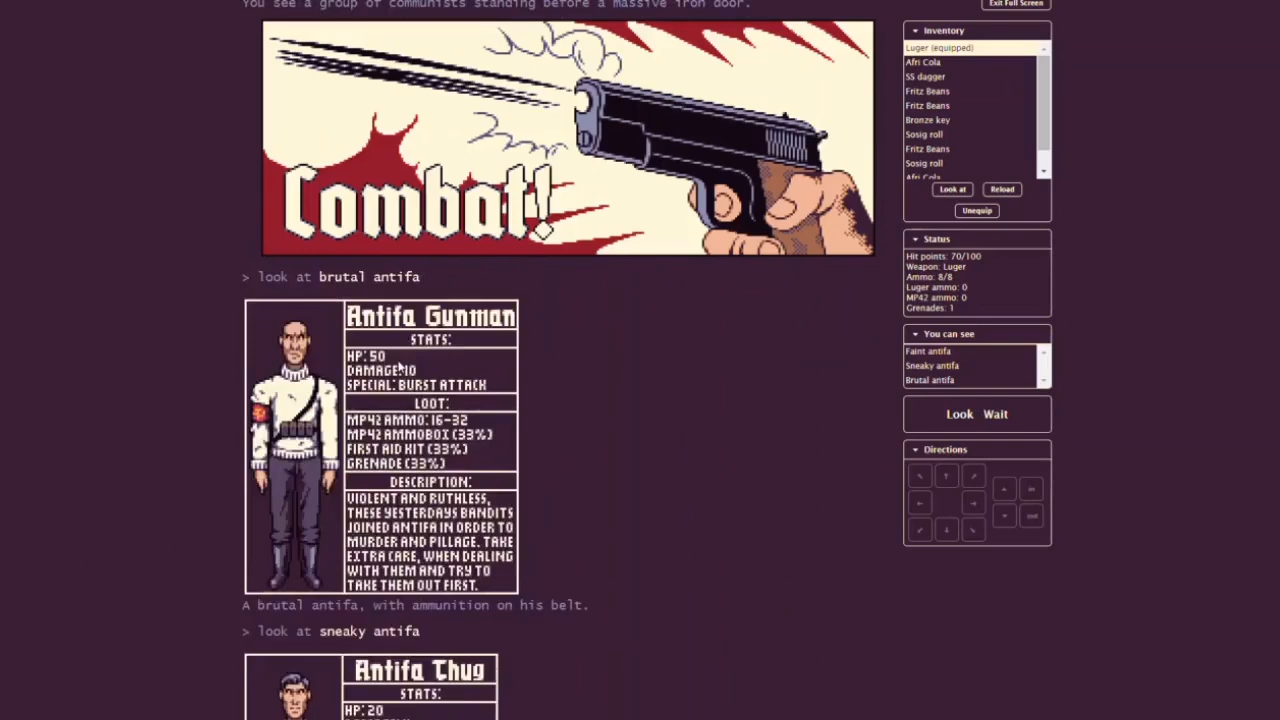 You see a group of communists standing before a massive iron door.
Combat!
> look at brutal antifa
Antifa Gunman
STATS:
HP: 50
DAMAGE: 10
SPECIAL: BURST ATTACK
LOOT:
MP42 AMMO: 16-32
MP42 AMMOBOX (33%)
FIRST AID KIT (33%)
GRENADE (33%)
DESCRIPTION:
VIOLENT AND RUTHLESS,
THESE YESTERDAYS BANDITS
JOINED ANTIFA IN ORDER TO
MURDER AND PILLAGE. TAKE
EXTRA CARE, WHEN DEALING
WITH THEM AND TRY TO
TAKE THEM OUT FIRST.
A brutal antifa, with ammunition on his belt.
> look at sneaky antifa
Antifa Thug
STATS:
HP: 20
Exit Full Screen
Inventory
Luger (equipped)
Afri Cola
SS dagger
Fritz Beans
Fritz Beans
Bronze key
Sosig roll
Fritz Beans
Sosig roll
Afri Cola
Look at Reload
Unequip
Status
Hit points: 70/100
Weapon: Luger
Ammo: 8/8
Luger ammo: 0
MP42 ammo: 0
Grenades: 1
You can see
Faint antifa
Sneaky antifa
Brutal antifa
Look Wait
Directions
in
out